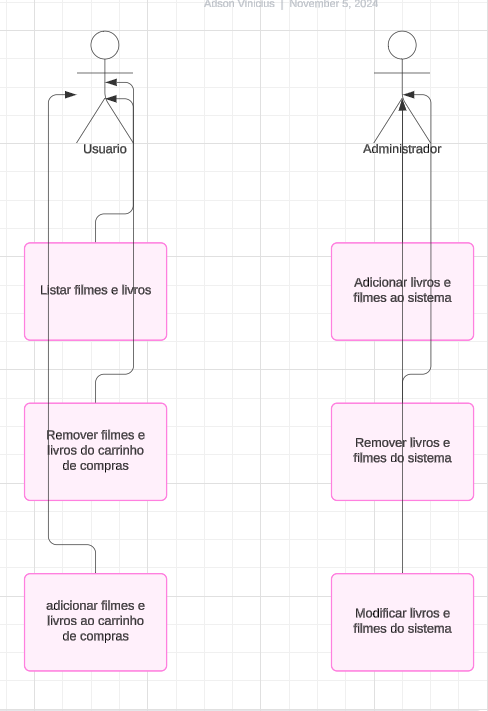 Adson Vinicius | November 5, 2024
Usuario
Administrador
Listar filmes e livros
Adicionar livros e
filmes ao sistema
Remover filmes e
livros do carrinho
de compras
Remover livros e
filmes do sistema
adicionar filmes e
livros ao carrinho
de compras
Modificar livros e
filmes do sistema